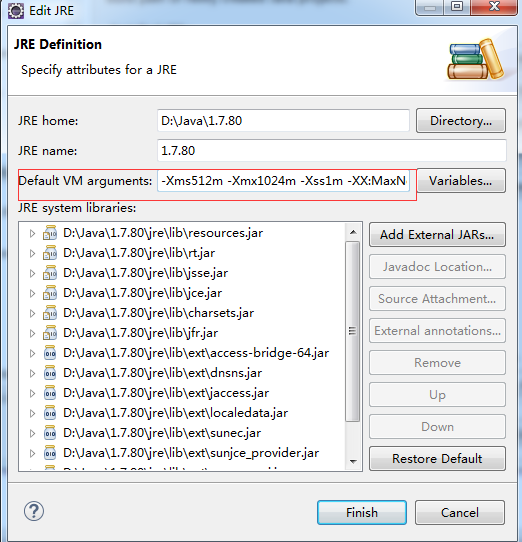 Edit JRE
JRE Definition
Specify attributes for a JRE
JRE home: D:\Java\1.7.80 Directory...
JRE name: 1.7.80
Default VM arguments: -Xms512m -Xmx1024m -Xss1m -XX:MaxN Variables...
JRE system libraries:
D:\Java\1.7.80\jre\lib\resources.jar
D:\Java\1.7.80\jre\lib\rt.jar
D:\Java\1.7.80\jre\lib\jsse.jar
D:\Java\1.7.80\jre\lib\jce.jar
D:\Java\1.7.80\jre\lib\charsets.jar
D:\Java\1.7.80\jre\lib\jfr.jar
D:\Java\1.7.80\jre\lib\ext\access-bridge-64.jar
D:\Java\1.7.80\jre\lib\ext\dnsns.jar
D:\Java\1.7.80\jre\lib\ext\jaccess.jar
D:\Java\1.7.80\jre\lib\ext\localedata.jar
D:\Java\1.7.80\jre\lib\ext\sunec.jar
D:\Java\1.7.80\jre\lib\ext\sunjce_provider.jar
Add External JARs...
Javadoc Location...
Source Attachment...
External annotations...
Remove
Up
Down
Restore Default
Finish
Cancel